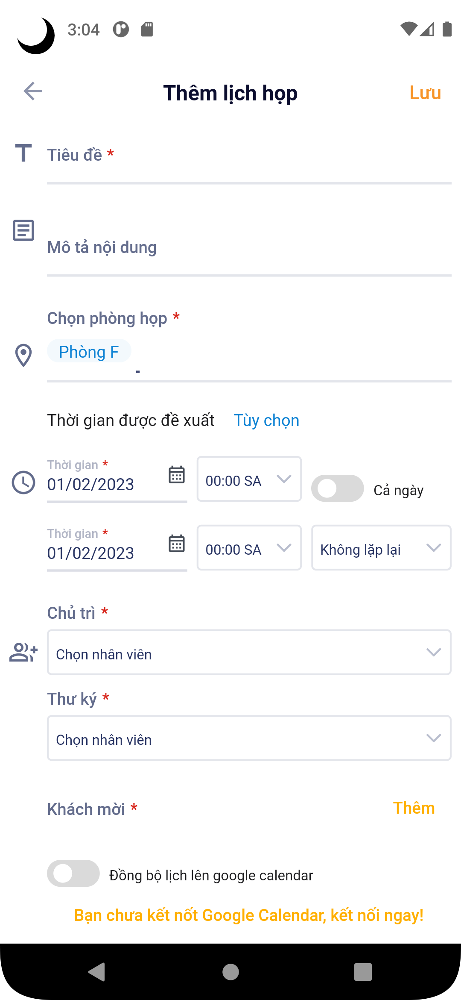 3:04
Thêm lịch họp
Lưu
Tiêu đề *
Mô tả nội dung
Chọn phòng họp *
Phòng F
-
Thời gian được đề xuất Tùy chọn
Thời gian *
01/02/2023
00:00 SA
Cả ngày
Thời gian *
01/02/2023
00:00 SA
Không lặp lại
Chủ trì *
Chọn nhân viên
Thư ký *
Chọn nhân viên
Khách mời *
Thêm
Đồng bộ lịch lên google calendar
Bạn chưa kết nốt Google Calendar, kết nối ngay!